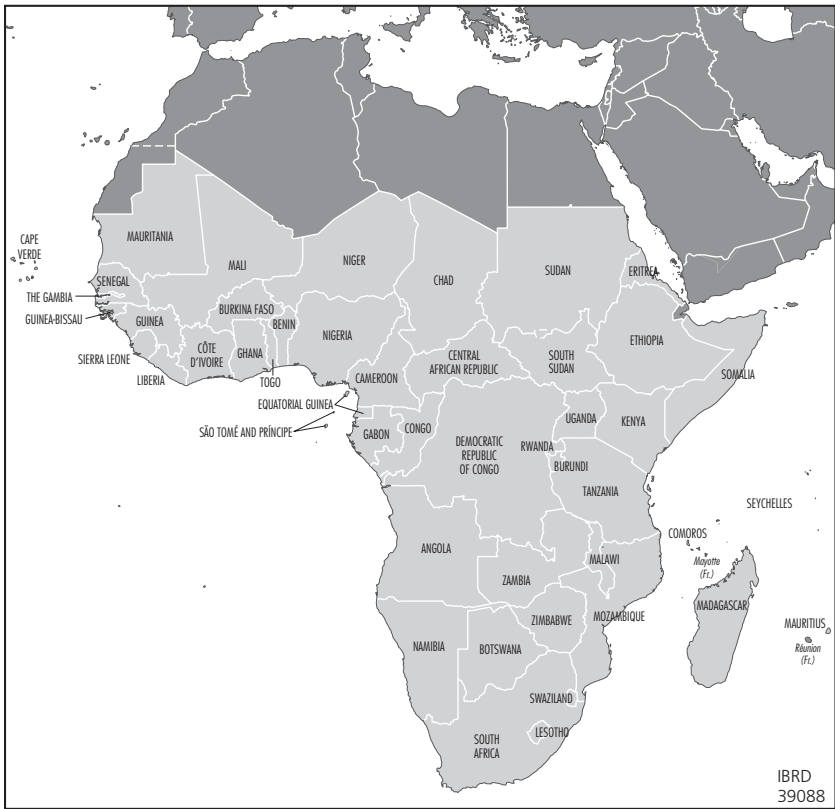 MAURITANIA
CAPE
VERDE
MALI
NIGER
CHAD
SUDAN
ERITREA
SENEGAL
THE GAMBIA
GUINEA-BISSAU
GUINEA
BURKINA FASO
BENIN
NIGERIA
ETHIOPIA
SIERRA LEONE
LIBERIA
CÔTE
D'IVOIRE
GHANA
TOGO
CENTRAL
AFRICAN REPUBLIC
SOUTH
SUDAN
SOMALIA
CAMEROON
EQUATORIAL GUINEA
SÃO TOMÉ AND PRÍNCIPE
GABON
CONGO
DEMOCRATIC
REPUBLIC
OF CONGO
UGANDA
KENYA
RWANDA
BURUNDI
TANZANIA
SEYCHELLES
COMOROS
Mayotte
(Fr.)
ANGOLA
ZAMBIA
MALAWI
MOZAMBIQUE
MADAGASCAR
MAURITIUS
Réunion
(Fr.)
ZIMBABWE
NAMIBIA
BOTSWANA
SWAZILAND
LESOTHO
SOUTH
AFRICA
IBRD
39088